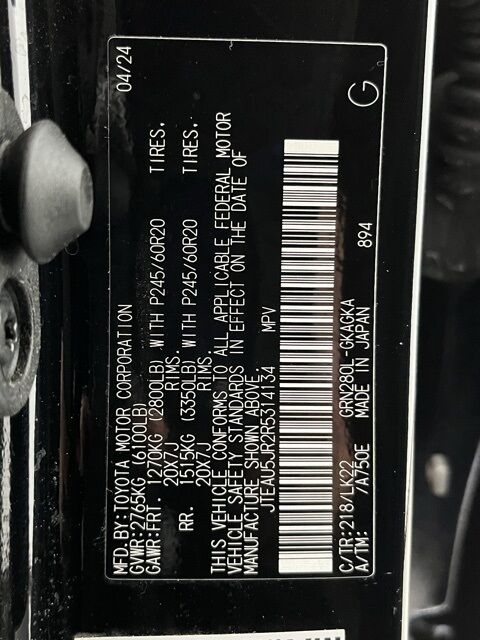 MFD.BY:TOYOTA MOTOR CORPORATION 04/24
GVWR:2765KG (6100LB)
GAWR:FRT. 1270KG (2800LB) WITH P245/60R20 TIRES,
20X7J RIMS.
RR. 1515KG (3350LB) WITH P245/60R20 TIRES,
20X7J RIMS.
THIS VEHICLE CONFORMS TO ALL APPLICABLE FEDERAL MOTOR
VEHICLE SAFETY STANDARDS IN EFFECT ON THE DATE OF
MANUFACTURE SHOWN ABOVE.
JTEAU5JR2R5314134 MPV
C/TR:218/LK22 GRN280L-GKAGKA
A/TM: /A750E MADE IN JAPAN 894
G